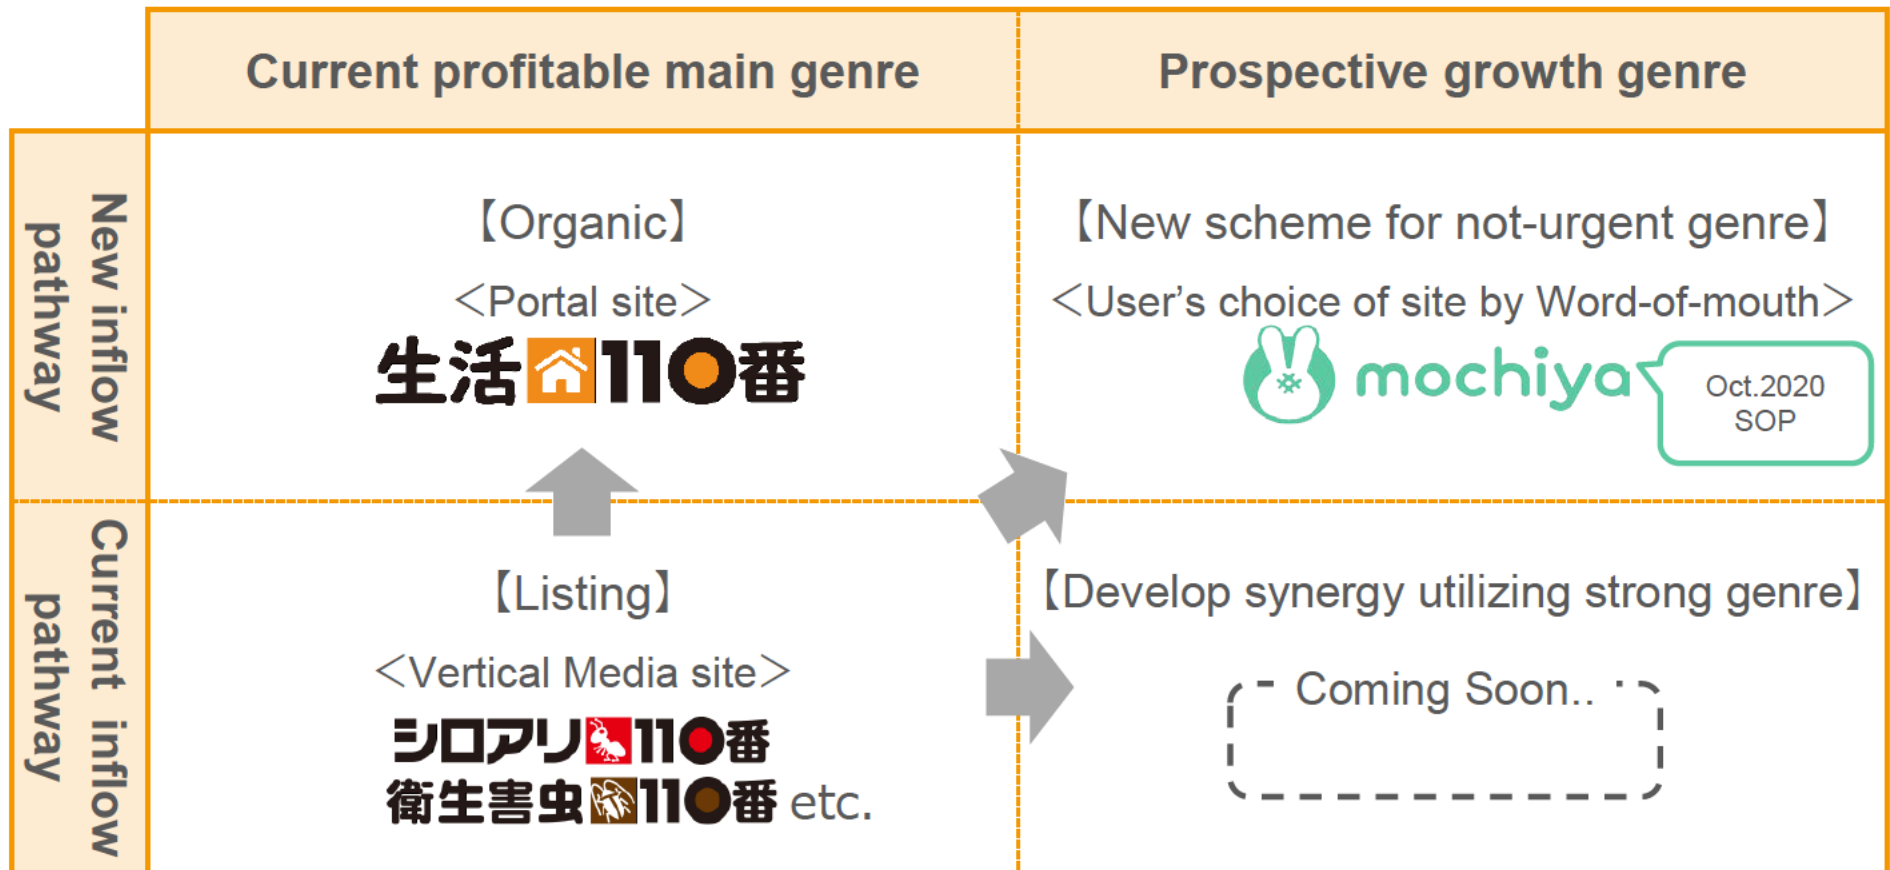 Current profitable main genre
Prospective growth genre
New inflow
pathway
【Organic】
＜Portal site＞
生活110番
【New scheme for not-urgent genre】
＜User's choice of site by Word-of-mouth＞
mochiya
Oct.2020
SOP
Current inflow
pathway
【Listing】
＜Vertical Media site＞
シロアリ110番
衛生害虫110番 etc.
【Develop synergy utilizing strong genre】
Coming Soon..